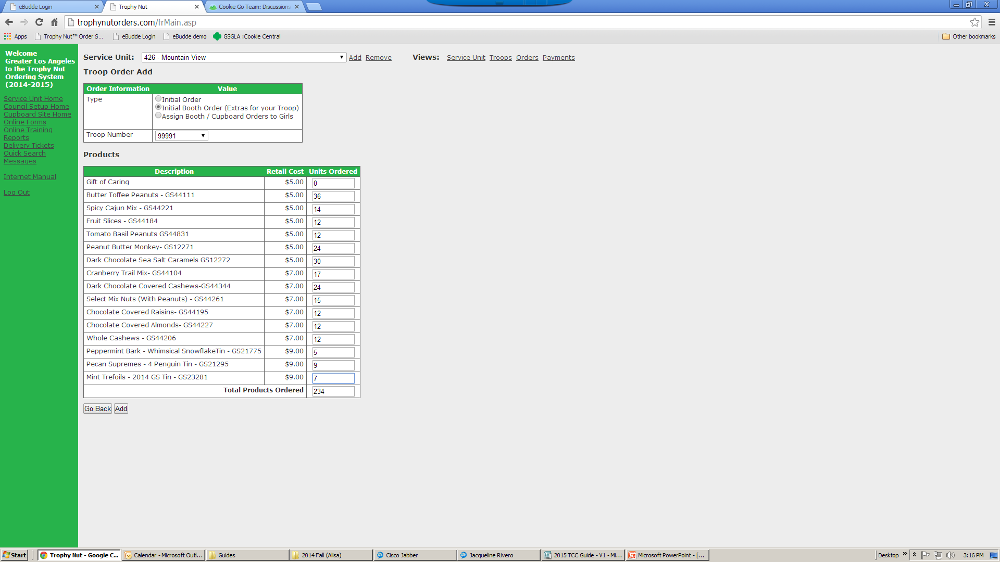 eBudde Login
Trophy Nut
Cookie Go Team: Discussions
trophynutorders.com/frMain.asp
Apps
Trophy Nut™ Order S...
eBudde Login
eBudde demo
GSGLA :Cookie Central
Other bookmarks
Welcome
Greater Los Angeles
to the Trophy Nut
Ordering System
(2014-2015)
Service Unit Home
Council Setup Home
Cupboard Site Home
Online Forms
Online Training
Reports
Delivery Tickets
Quick Search
Messages
Internet Manual
Log Out
Service Unit: 426 - Mountain View Add Remove Views: Service Unit Troops Orders Payments
Troop Order Add
Order Information Value
Type
Initial Order
Initial Booth Order (Extras for your Troop)
Assign Booth / Cupboard Orders to Girls
Troop Number 99991
Products
Description Retail Cost Units Ordered
Gift of Caring $5.00 0
Butter Toffee Peanuts - GS44111 $5.00 36
Spicy Cajun Mix - GS44221 $5.00 14
Fruit Slices - GS44184 $5.00 12
Tomato Basil Peanuts GS44831 $5.00 12
Peanut Butter Monkey- GS12271 $5.00 24
Dark Chocolate Sea Salt Caramels GS12272 $5.00 30
Cranberry Trail Mix- GS44104 $7.00 17
Dark Chocolate Covered Cashews-GS44344 $7.00 24
Select Mix Nuts (With Peanuts) - GS44261 $7.00 15
Chocolate Covered Raisins- GS44195 $7.00 12
Chocolate Covered Almonds- GS44227 $7.00 12
Whole Cashews - GS44206 $7.00 12
Peppermint Bark - Whimsical SnowflakeTin - GS21775 $9.00 5
Pecan Supremes - 4 Penguin Tin - GS21295 $9.00 9
Mint Trefoils - 2014 GS Tin - GS23281 $9.00 7
Total Products Ordered 234
Go Back Add
Start
Trophy Nut - Google C...
Calendar - Microsoft Outl...
Guides
2014 Fall (Alisa)
Cisco Jabber
Jacqueline Rivero
2015 TCC Guide - V1 - Mi...
Microsoft PowerPoint - [...
Desktop
3:16 PM